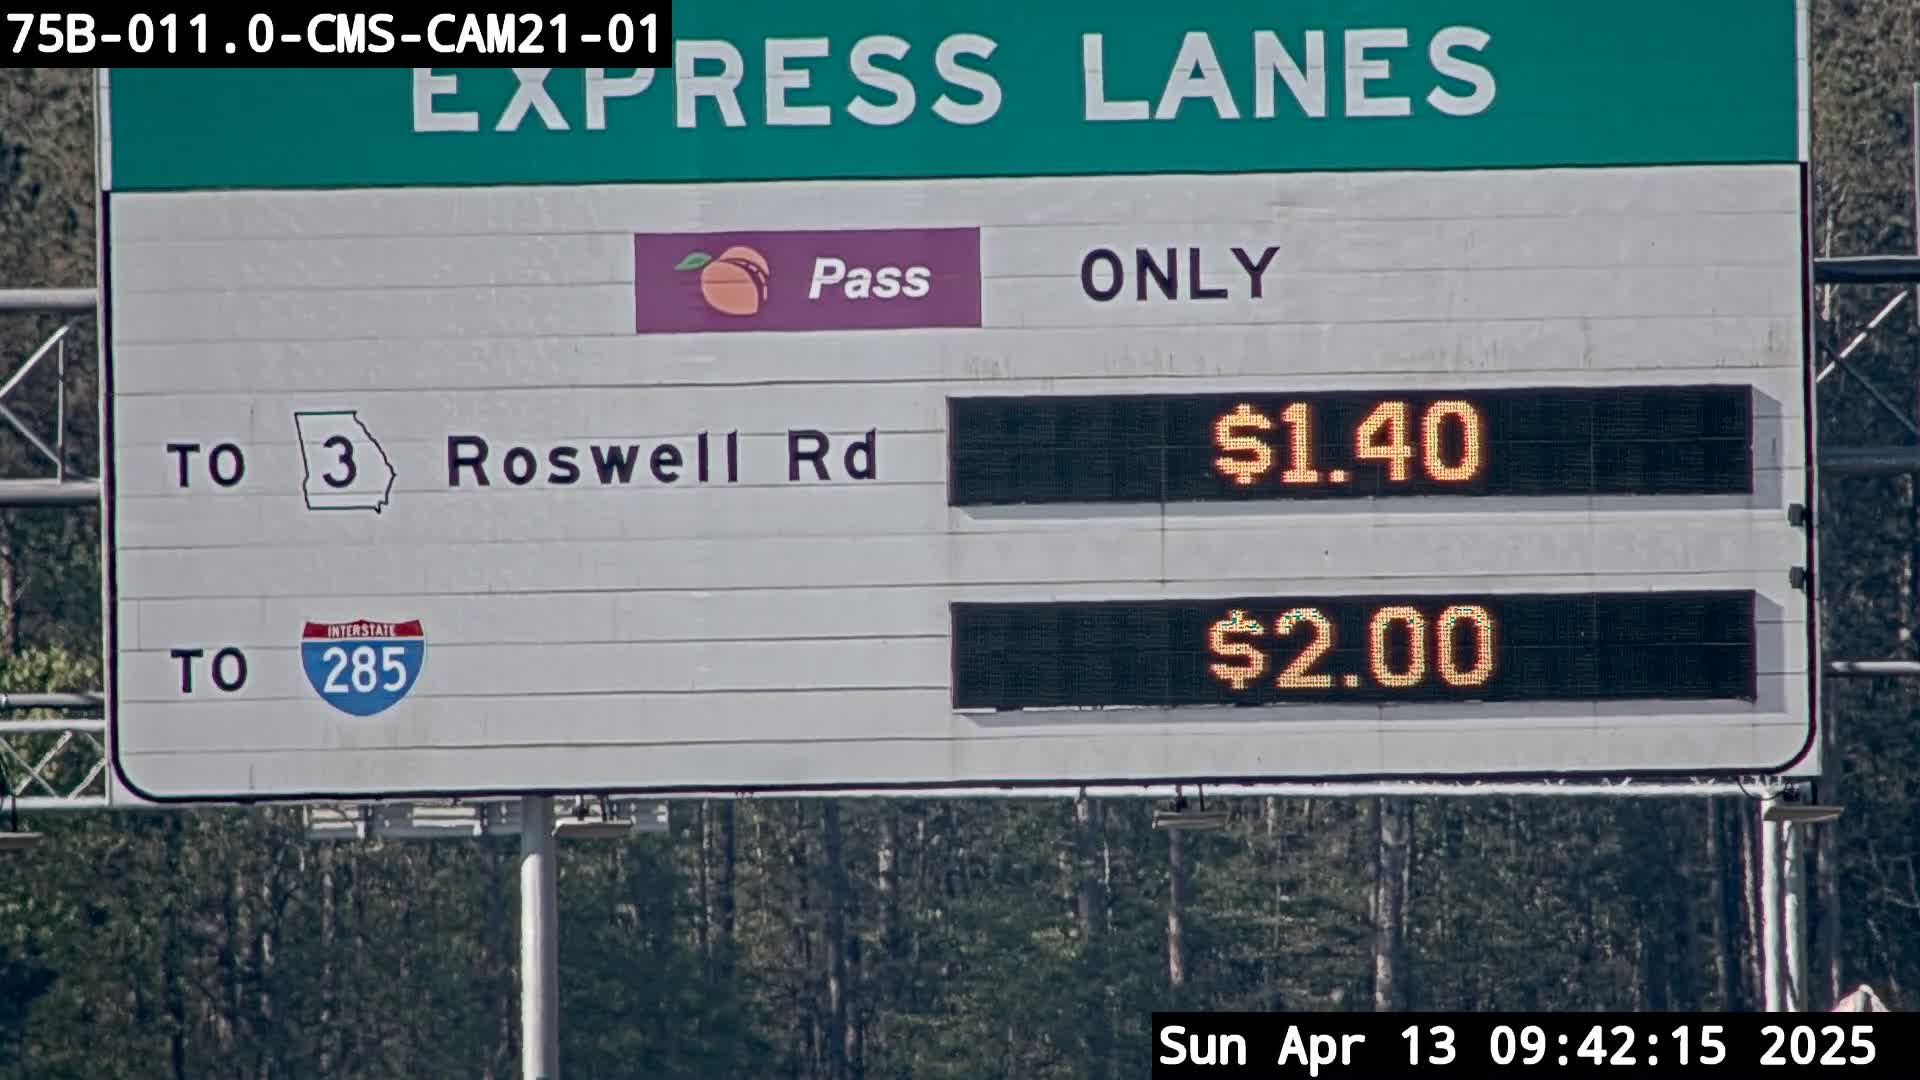 75B-011.0-CMS-CAM21-01
EXPRESS LANES
Pass ONLY
TO 3 Roswell Rd $1.40
INTERSTATE
TO 285 $2.00
Sun Apr 13 09:42:15 2025